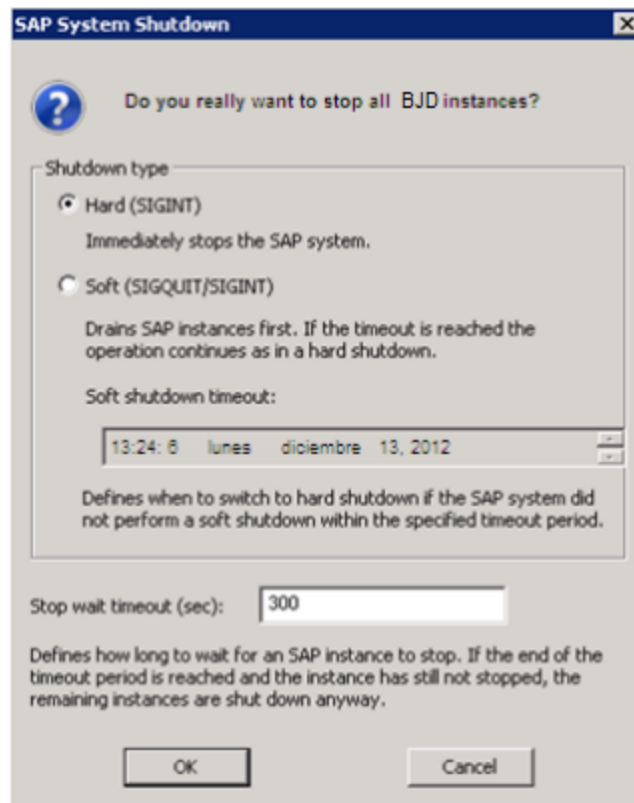 SAP System Shutdown
Do you really want to stop all BJD instances?
Shutdown type
Hard (SIGINT)
Immediately stops the SAP system.
Soft (SIGQUIT/SIGINT)
Drains SAP instances first. If the timeout is reached the
operation continues as in a hard shutdown.
Soft shutdown timeout:
13:24: 6 lunes diciembre 13, 2012
Defines when to switch to hard shutdown if the SAP system did
not perform a soft shutdown within the specified timeout period.
Stop wait timeout (sec): 300
Defines how long to wait for an SAP instance to stop. If the end of the
timeout period is reached and the instance has still not stopped, the
remaining instances are shut down anyway.
OK Cancel